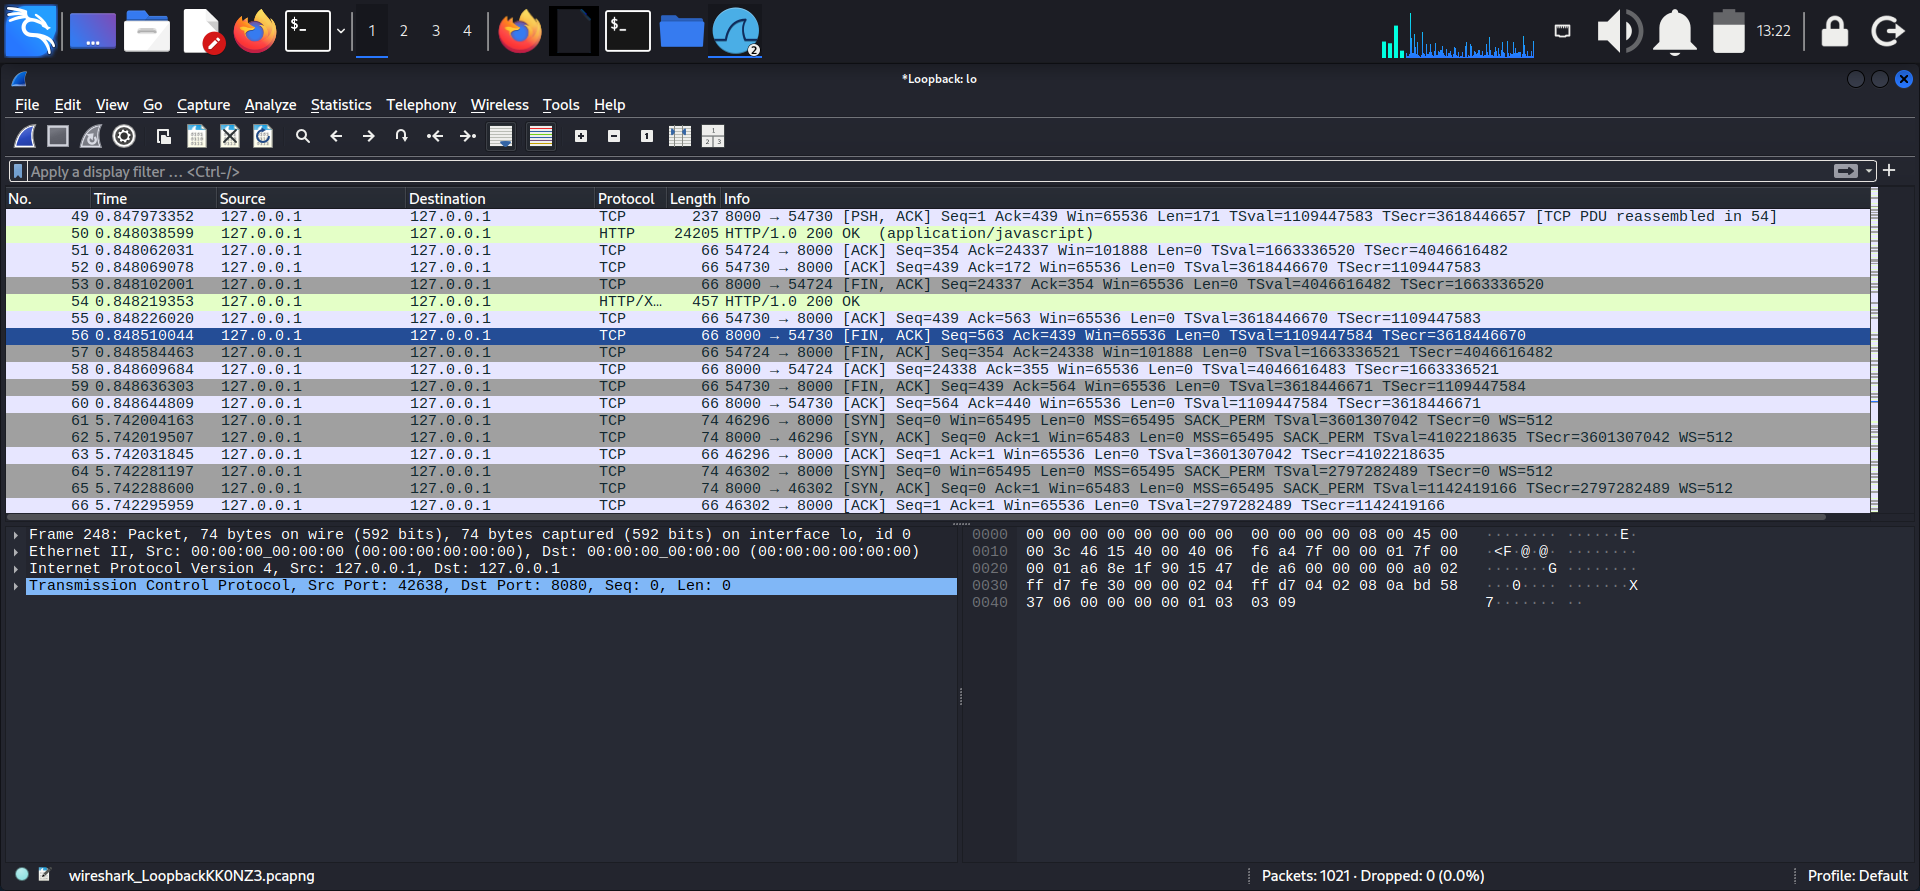 1 2 3 4 2 13:22
*Loopback: lo
File Edit View Go Capture Analyze Statistics Telephony Wireless Tools Help
Apply a display filter … <Ctrl-/>
No. Time Source Destination Protocol Length Info
49 0.847973352 127.0.0.1 127.0.0.1 TCP 237 8000 → 54730 [PSH, ACK] Seq=1 Ack=439 Win=65536 Len=171 TSval=1109447583 TSecr=3618446657 [TCP PDU reassembled in 54]
50 0.848038599 127.0.0.1 127.0.0.1 HTTP 24205 HTTP/1.0 200 OK  (application/javascript)
51 0.848062031 127.0.0.1 127.0.0.1 TCP 66 54724 → 8000 [ACK] Seq=354 Ack=24337 Win=101888 Len=0 TSval=1663336520 TSecr=4046616482
52 0.848069078 127.0.0.1 127.0.0.1 TCP 66 54730 → 8000 [ACK] Seq=439 Ack=172 Win=65536 Len=0 TSval=3618446670 TSecr=1109447583
53 0.848102001 127.0.0.1 127.0.0.1 TCP 66 8000 → 54724 [FIN, ACK] Seq=24337 Ack=354 Win=65536 Len=0 TSval=4046616482 TSecr=1663336520
54 0.848219353 127.0.0.1 127.0.0.1 HTTP/X… 457 HTTP/1.0 200 OK
55 0.848226020 127.0.0.1 127.0.0.1 TCP 66 54730 → 8000 [ACK] Seq=439 Ack=563 Win=65536 Len=0 TSval=3618446670 TSecr=1109447583
56 0.848510044 127.0.0.1 127.0.0.1 TCP 66 8000 → 54730 [FIN, ACK] Seq=563 Ack=439 Win=65536 Len=0 TSval=1109447584 TSecr=3618446670
57 0.848584463 127.0.0.1 127.0.0.1 TCP 66 54724 → 8000 [FIN, ACK] Seq=354 Ack=24338 Win=101888 Len=0 TSval=1663336521 TSecr=4046616482
58 0.848609684 127.0.0.1 127.0.0.1 TCP 66 8000 → 54724 [ACK] Seq=24338 Ack=355 Win=65536 Len=0 TSval=4046616483 TSecr=1663336521
59 0.848636303 127.0.0.1 127.0.0.1 TCP 66 54730 → 8000 [FIN, ACK] Seq=439 Ack=564 Win=65536 Len=0 TSval=3618446671 TSecr=1109447584
60 0.848644809 127.0.0.1 127.0.0.1 TCP 66 8000 → 54730 [ACK] Seq=564 Ack=440 Win=65536 Len=0 TSval=1109447584 TSecr=3618446671
61 5.742004163 127.0.0.1 127.0.0.1 TCP 74 46296 → 8000 [SYN] Seq=0 Win=65495 Len=0 MSS=65495 SACK_PERM TSval=3601307042 TSecr=0 WS=512
62 5.742019507 127.0.0.1 127.0.0.1 TCP 74 8000 → 46296 [SYN, ACK] Seq=0 Ack=1 Win=65483 Len=0 MSS=65495 SACK_PERM TSval=4102218635 TSecr=3601307042 WS=512
63 5.742031845 127.0.0.1 127.0.0.1 TCP 66 46296 → 8000 [ACK] Seq=1 Ack=1 Win=65536 Len=0 TSval=3601307042 TSecr=4102218635
64 5.742281197 127.0.0.1 127.0.0.1 TCP 74 46302 → 8000 [SYN] Seq=0 Win=65495 Len=0 MSS=65495 SACK_PERM TSval=2797282489 TSecr=0 WS=512
65 5.742288600 127.0.0.1 127.0.0.1 TCP 74 8000 → 46302 [SYN, ACK] Seq=0 Ack=1 Win=65483 Len=0 MSS=65495 SACK_PERM TSval=1142419166 TSecr=2797282489 WS=512
66 5.742295959 127.0.0.1 127.0.0.1 TCP 66 46302 → 8000 [ACK] Seq=1 Ack=1 Win=65536 Len=0 TSval=2797282489 TSecr=1142419166
Frame 248: Packet, 74 bytes on wire (592 bits), 74 bytes captured (592 bits) on interface lo, id 0
Ethernet II, Src: 00:00:00_00:00:00 (00:00:00:00:00:00), Dst: 00:00:00_00:00:00 (00:00:00:00:00:00)
Internet Protocol Version 4, Src: 127.0.0.1, Dst: 127.0.0.1
Transmission Control Protocol, Src Port: 42638, Dst Port: 8080, Seq: 0, Len: 0
0000 00 00 00 00 00 00 00 00 00 00 00 00 08 00 45 00 ········ ······E·
0010 00 3c 46 15 40 00 40 06 f6 a4 7f 00 00 01 7f 00 ·<F·@·@· ········
0020 00 01 a6 8e 1f 90 15 47 de a6 00 00 00 00 a0 02 ·······G ········
0030 ff d7 fe 30 00 00 02 04 ff d7 04 02 08 0a bd 58 ···0···· ·······X
0040 37 06 00 00 00 00 01 03 03 09 7······· ··
wireshark_LoopbackKK0NZ3.pcapng Packets: 1021 · Dropped: 0 (0.0%) Profile: Default